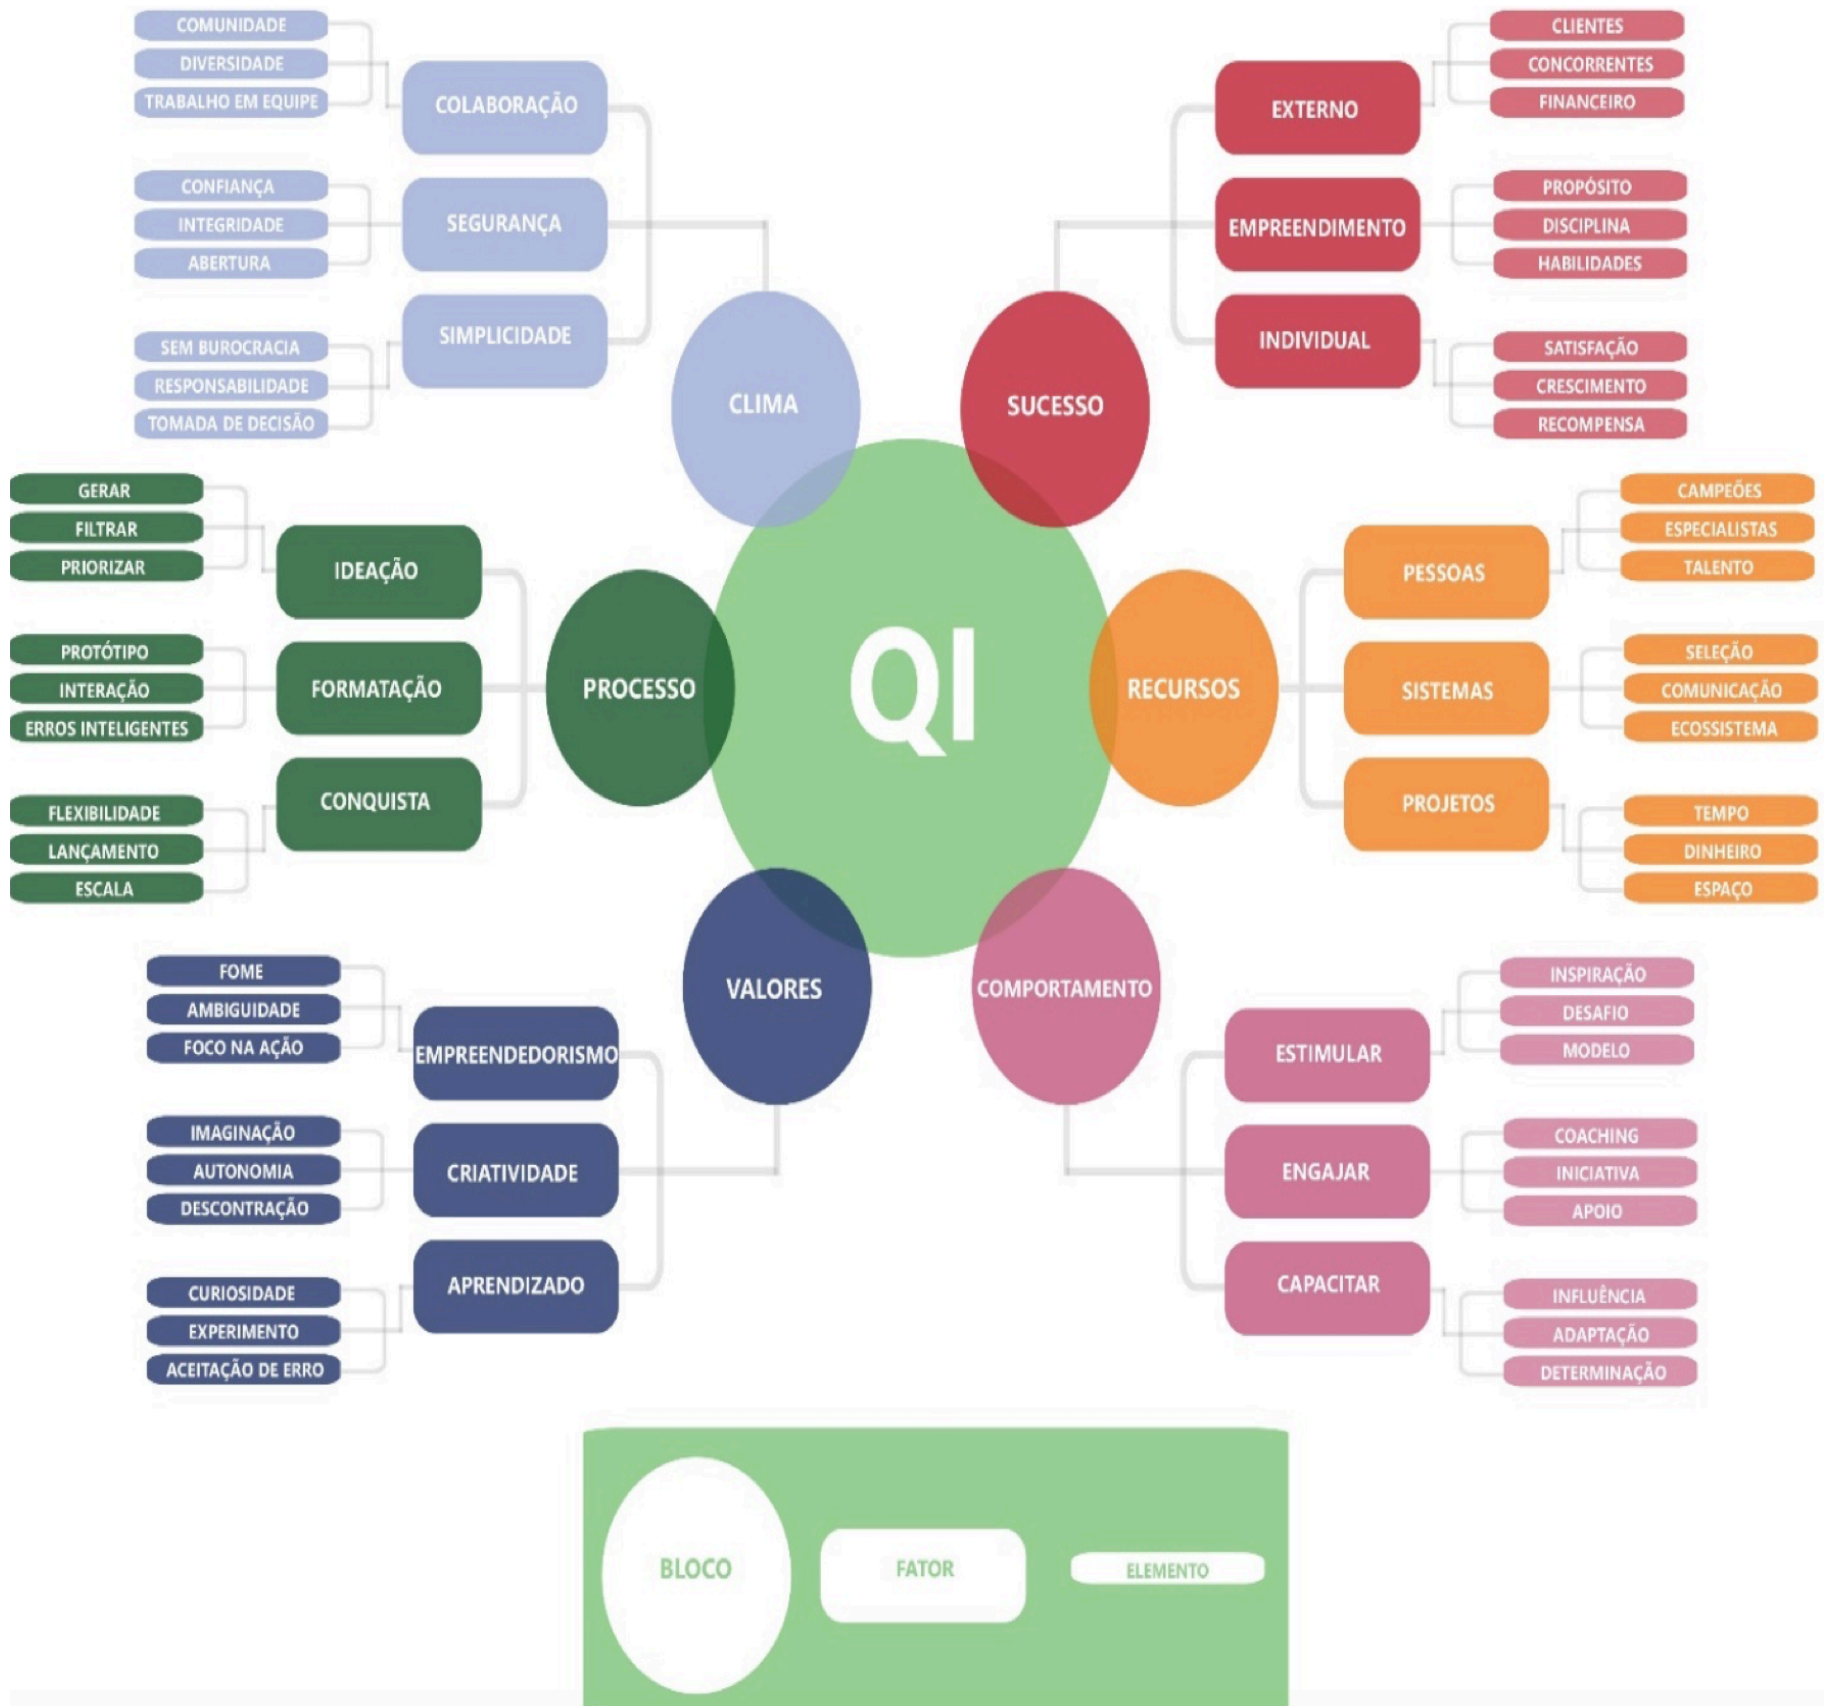 COMUNIDADE
DIVERSIDADE
TRABALHO EM EQUIPE
COLABORAÇÃO
CONFIANÇA
INTEGRIDADE
ABERTURA
SEGURANÇA
SEM BUROCRACIA
RESPONSABILIDADE
TOMADA DE DECISÃO
SIMPLICIDADE
CLIMA
CLIENTES
CONCORRENTES
FINANCEIRO
EXTERNO
PROPÓSITO
DISCIPLINA
HABILIDADES
EMPREENDIMENTO
SATISFAÇÃO
CRESCIMENTO
RECOMPENSA
INDIVIDUAL
SUCESSO
GERAR
FILTRAR
PRIORIZAR
IDEAÇÃO
PROTÓTIPO
INTERAÇÃO
ERROS INTELIGENTES
FORMATAÇÃO
FLEXIBILIDADE
LANÇAMENTO
ESCALA
CONQUISTA
PROCESSO
QI
RECURSOS
PESSOAS
CAMPEÕES
ESPECIALISTAS
TALENTO
SISTEMAS
SELEÇÃO
COMUNICAÇÃO
ECOSSISTEMA
PROJETOS
TEMPO
DINHEIRO
ESPAÇO
FOME
AMBIGUIDADE
FOCO NA AÇÃO
EMPREENDEDORISMO
IMAGINAÇÃO
AUTONOMIA
DESCONTRAÇÃO
CRIATIVIDADE
CURIOSIDADE
EXPERIMENTO
ACEITAÇÃO DE ERRO
APRENDIZADO
VALORES
COMPORTAMENTO
ESTIMULAR
INSPIRAÇÃO
DESAFIO
MODELO
ENGAJAR
COACHING
INICIATIVA
APOIO
CAPACITAR
INFLUÊNCIA
ADAPTAÇÃO
DETERMINAÇÃO
BLOCO
FATOR
ELEMENTO